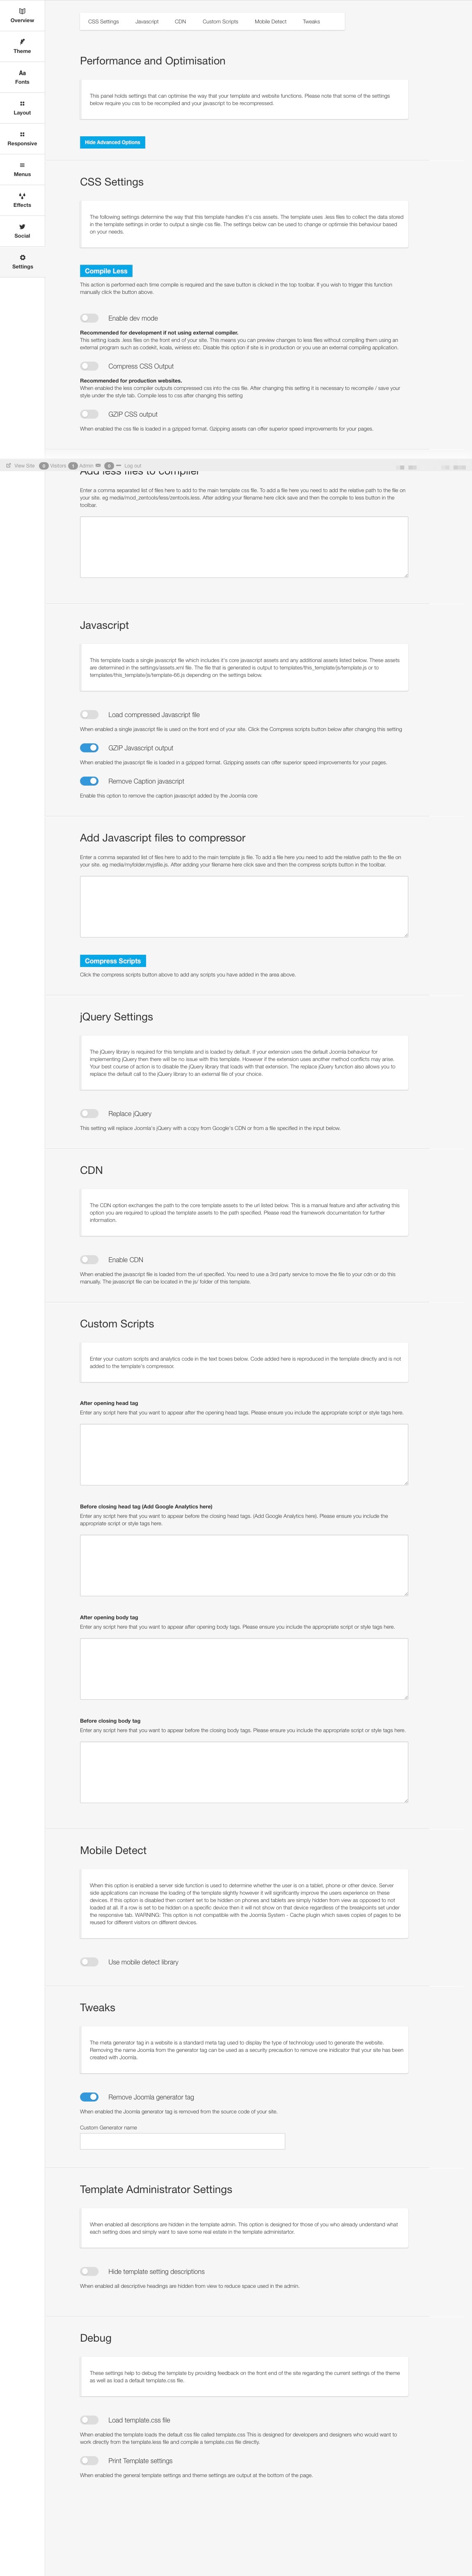 Overview
Theme
Aa
Fonts
Layout
Responsive
Menus
Effects
Social
Settings
CSS Settings Javascript CDN Custom Scripts Mobile Detect Tweaks
Performance and Optimisation
This panel holds settings that can optimise the way that your template and website functions. Please note that some of the settings
below require you css to be recompiled and your javascript to be recompressed.
Hide Advanced Options
CSS Settings
The following settings determine the way that this template handles it's css assets. The template uses .less files to collect the data stored
in the template settings in order to output a single css file. The settings below can be used to change or optimsie this behaviour based
on your needs.
Compile Less
This action is performed each time compile is required and the save button is clicked in the top toolbar. If you wish to trigger this function
manually click the button above.
Enable dev mode
Recommended for development if not using external compiler.
This setting loads .less files on the front end of your site. This means you can preview changes to less files without compiling them using an
external program such as codekit, koala, winless etc. Disable this option if site is in production or you use an external compiling application.
Compress CSS Output
Recommended for production websites.
When enabled the less compiler outputs compressed css into the css file. After changing this setting it is necessary to recompile / save your
style under the style tab. Compile less to css after changing this setting
GZIP CSS output
When enabled the css file is loaded in a gzipped format. Gzipping assets can offer superior speed improvements for your pages.
View Site 0 Visitors 1 Admin 0 Log out
Add less files to compiler
Enter a comma separated list of files here to add to the main template css file. To add a file here you need to add the relative path to the file on
your site. eg media/mod_zentools/less/zentools.less. After adding your filename here click save and then the compile to less button in the
toolbar.
Javascript
This template loads a single javascript file which includes it's core javascript assets and any additional assets listed below. These assets
are determined in the settings/assets.xml file. The file that is generated is output to templates/this_template/js/template.js or to
templates/this_template/js/template-66.js depending on the settings below.
Load compressed Javascript file
When enabled a single javascript file is used on the front end of your site. Click the Compress scripts button below after changing this setting
GZIP Javascript output
When enabled the javascript file is loaded in a gzipped format. Gzipping assets can offer superior speed improvements for your pages.
Remove Caption javascript
Enable this option to remove the caption javascript added by the Joomla core
Add Javascript files to compressor
Enter a comma separated list of files here to add to the main template js file. To add a file here you need to add the relative path to the file on
your site. eg media/myfolder.myjsfile.js. After adding your filename here click save and then the compress scripts button in the toolbar.
Compress Scripts
Click the compress scripts button above to add any scripts you have added in the area above.
jQuery Settings
The jQuery library is required for this template and is loaded by default. If your extension uses the default Joomla behaviour for
implementing jQuery then there will be no issue with this template. However if the extension uses another method conflicts may arise.
Your best course of action is to disable the jQuery library that loads with that extension. The replace jQuery function also allows you to
replace the default call to the jQuery library to an external file of your choice.
Replace jQuery
This setting will replace Joomla's jQuery with a copy from Google's CDN or from a file specified in the input below.
CDN
The CDN option exchanges the path to the core template assets to the url listed below. This is a manual feature and after activating this
option you are required to upload the template assets to the path specified. Please read the framework documentation for further
information.
Enable CDN
When enabled the javascript file is loaded from the url specified. You need to use a 3rd party service to move the file to your cdn or do this
manually. The javascript file can be located in the js/ folder of this template.
Custom Scripts
Enter your custom scripts and analytics code in the text boxes below. Code added here is reproduced in the template directly and is not
added to the template's compressor.
After opening head tag
Enter any script here that you want to appear after the opening head tags. Please ensure you include the appropriate script or style tags here.
Before closing head tag (Add Google Analytics here)
Enter any script here that you want to appear before the closing head tags. (Add Google Analytics here). Please ensure you include the
appropriate script or style tags here.
After opening body tag
Enter any script here that you want to appear after opening body tags. Please ensure you include the appropriate script or style tags here.
Before closing body tag
Enter any script here that you want to appear before the closing body tags. Please ensure you include the appropriate script or style tags here.
Mobile Detect
When this option is enabled a server side function is used to determine whether the user is on a tablet, phone or other device. Server
side applications can increase the loading of the template slightly however it will significantly improve the users experience on these
devices. If this option is disabled then content set to be hidden on phones and tablets are simply hidden from view as opposed to not
loaded at all. If a row is set to be hidden on a specific device then it will not show on that device regardless of the breakpoints set under
the responsive tab. WARNING: This option is not compatible with the Joomla System - Cache plugin which saves copies of pages to be
reused for different visitors on different devices.
Use mobile detect library
Tweaks
The meta generator tag in a website is a standard meta tag used to display the type of technology used to generate the website.
Removing the name Joomla from the generator tag can be used as a security precaution to remove one inidicator that your site has been
created with Joomla.
Remove Joomla generator tag
When enabled the Joomla generator tag is removed from the source code of your site.
Custom Generator name
Template Administrator Settings
When enabled all descriptions are hidden in the template admin. This option is designed for those of you who already understand what
each setting does and simply want to save some real estate in the template administartor.
Hide template setting descriptions
When enabled all descriptive headings are hidden from view to reduce space used in the admin.
Debug
These settings help to debug the template by providing feedback on the front end of the site regarding the current settings of the theme
as well as load a default template.css file.
Load template.css file
When enabled the template loads the default css file called template.css This is designed for developers and designers who would want to
work directly from the template.less file and compile a template.css file directly.
Print Template settings
When enabled the general template settings and theme settings are output at the bottom of the page.